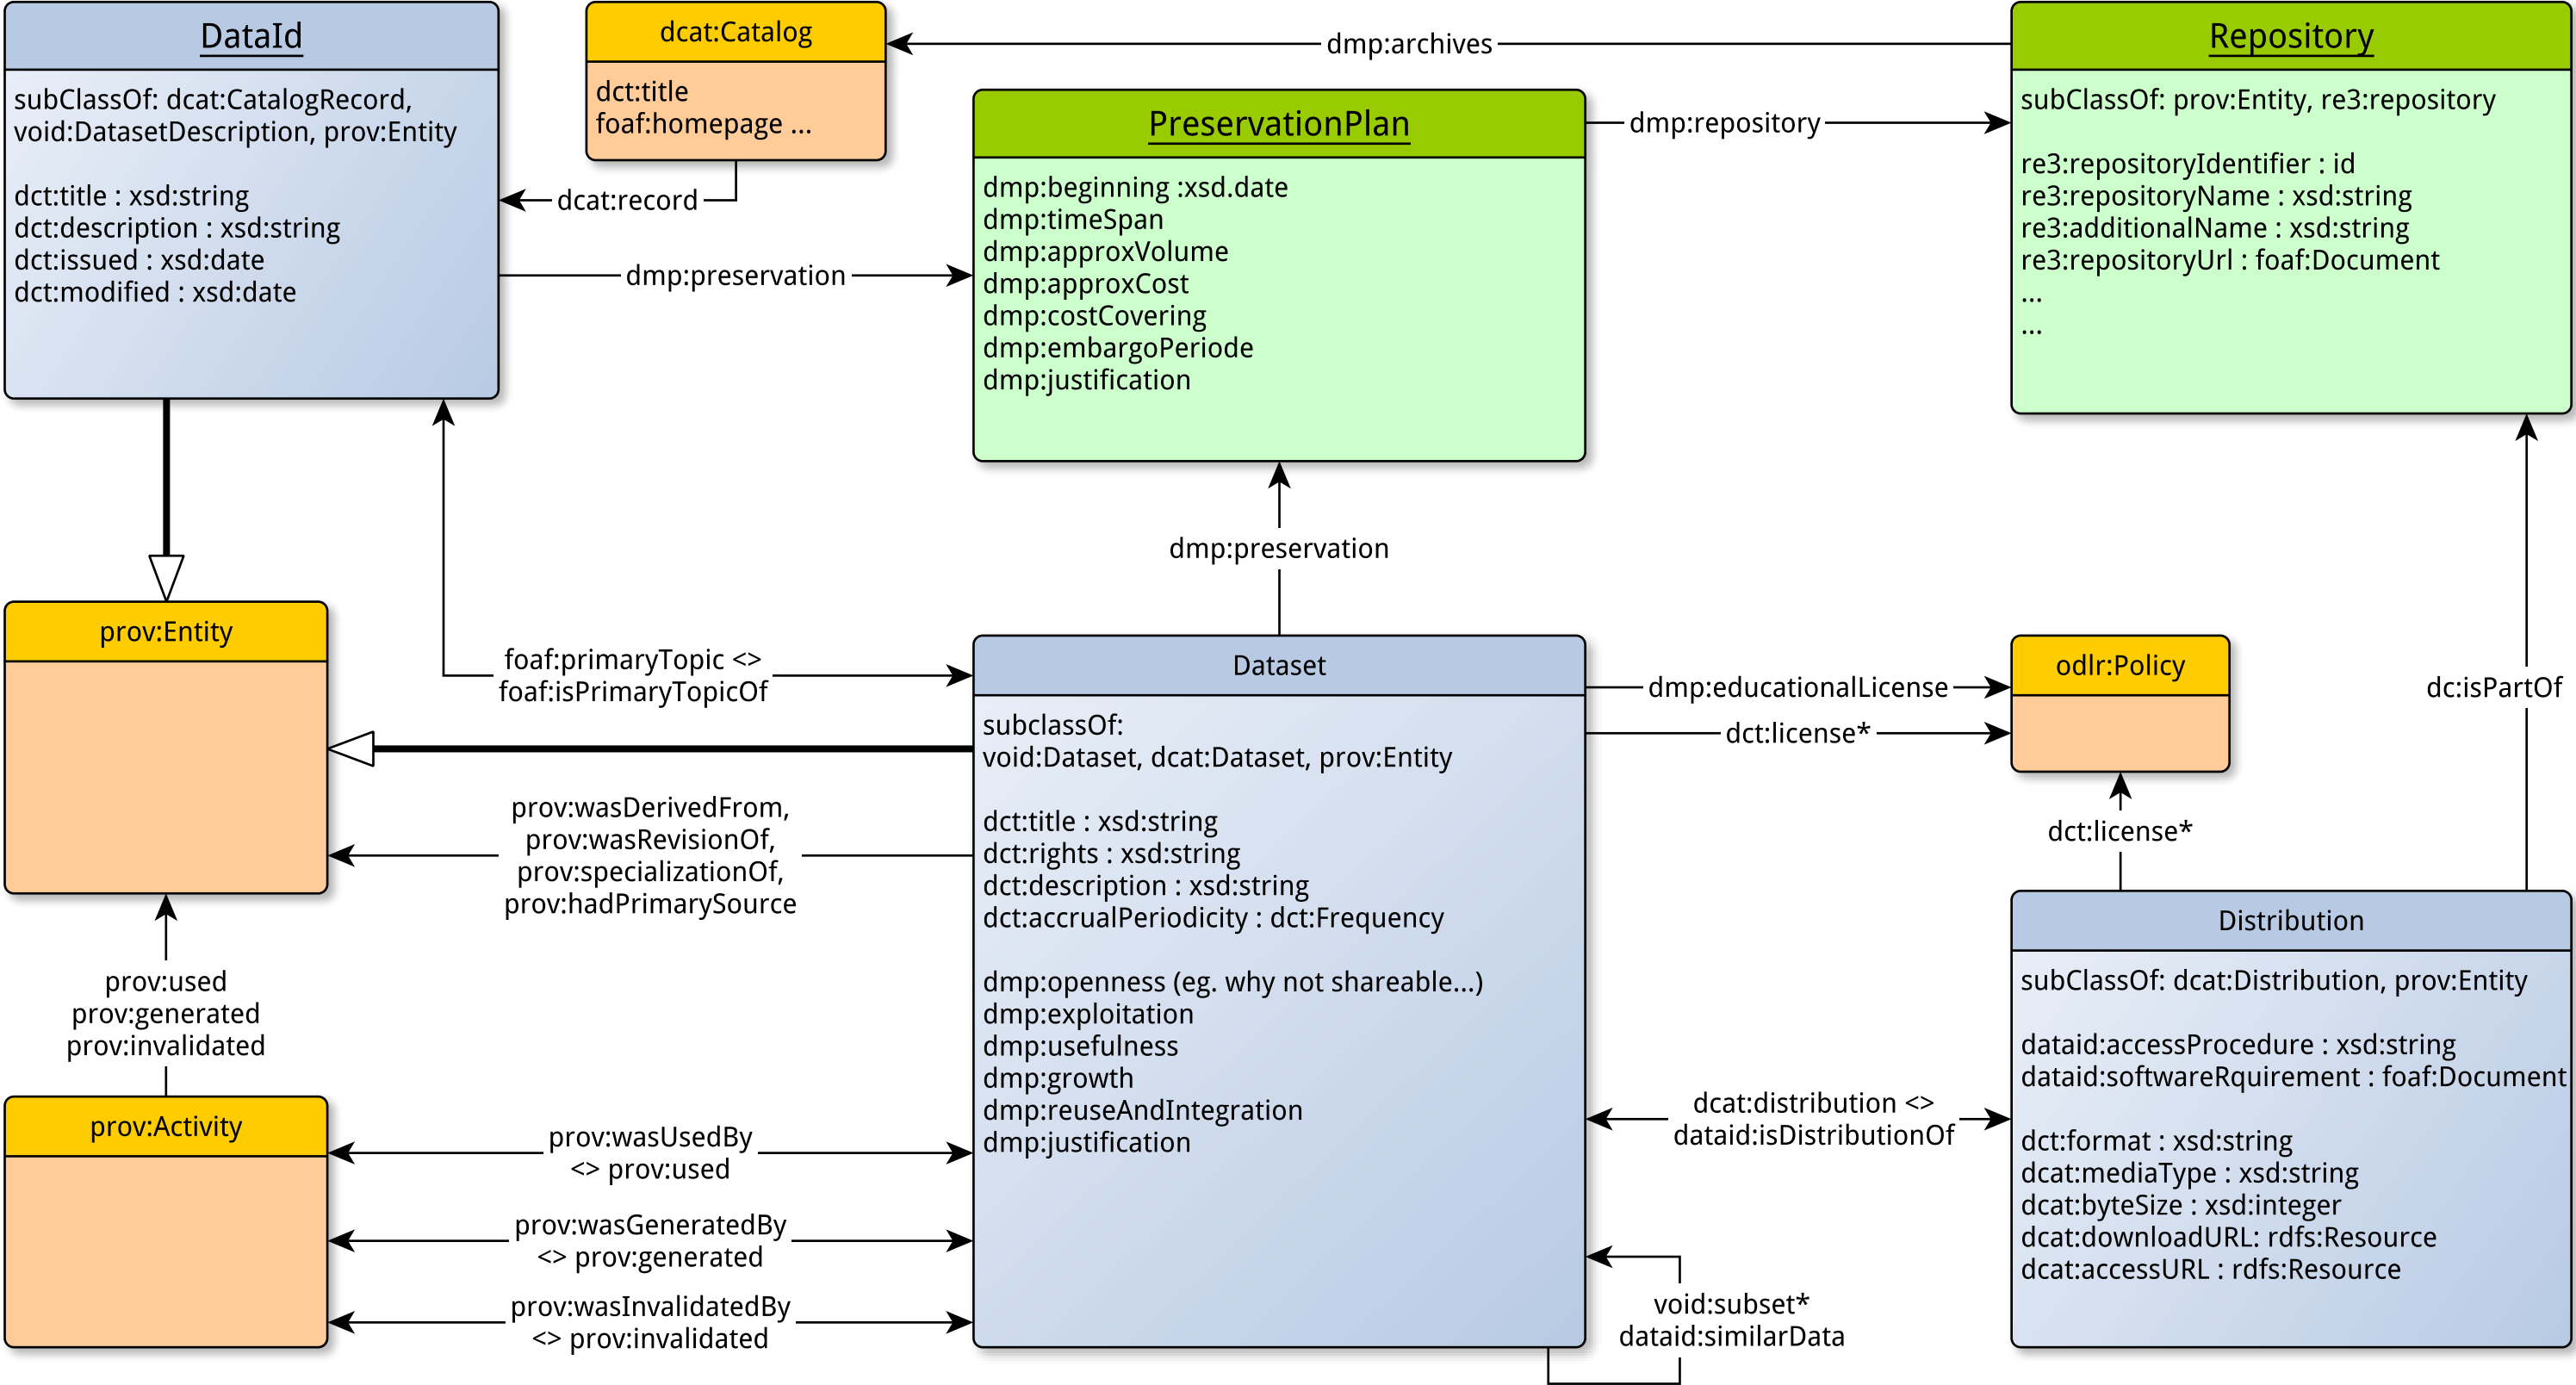 DataId
subClassOf: dcat:CatalogRecord,
void:DatasetDescription, prov:Entity
dct:title : xsd:string
dct:description : xsd:string
dct:issued : xsd:date
dct:modified : xsd:date
dcat:Catalog
dct:title
foaf:homepage ...
dmp:archives
Repository
subClassOf: prov:Entity, re3:repository
re3:repositoryIdentifier : id
re3:repositoryName : xsd:string
re3:additionalName : xsd:string
re3:repositoryUrl : foaf:Document
...
...
dcat:record
dmp:preservation
PreservationPlan
dmp:beginning :xsd.date
dmp:timeSpan
dmp:approxVolume
dmp:approxCost
dmp:costCovering
dmp:embargoPeriode
dmp:justification
dmp:repository
dmp:preservation
prov:Entity
foaf:primaryTopic <>
foaf:isPrimaryTopicOf
prov:wasDerivedFrom,
prov:wasRevisionOf,
prov:specializationOf,
prov:hadPrimarySource
prov:used
prov:generated
prov:invalidated
prov:Activity
prov:wasUsedBy
<> prov:used
prov:wasGeneratedBy
<> prov:generated
prov:wasInvalidatedBy
<> prov:invalidated
Dataset
subclassOf:
void:Dataset, dcat:Dataset, prov:Entity
dct:title : xsd:string
dct:rights : xsd:string
dct:description : xsd:string
dct:accrualPeriodicity : dct:Frequency
dmp:openness (eg. why not shareable...)
dmp:exploitation
dmp:usefulness
dmp:growth
dmp:reuseAndIntegration
dmp:justification
dmp:educationalLicense
dct:license*
odlr:Policy
dc:isPartOf
dct:license*
dcat:distribution <>
dataid:isDistributionOf
void:subset*
dataid:similarData
Distribution
subClassOf: dcat:Distribution, prov:Entity
dataid:accessProcedure : xsd:string
dataid:softwareRquirement : foaf:Document
dct:format : xsd:string
dcat:mediaType : xsd:string
dcat:byteSize : xsd:integer
dcat:downloadURL: rdfs:Resource
dcat:accessURL : rdfs:Resource